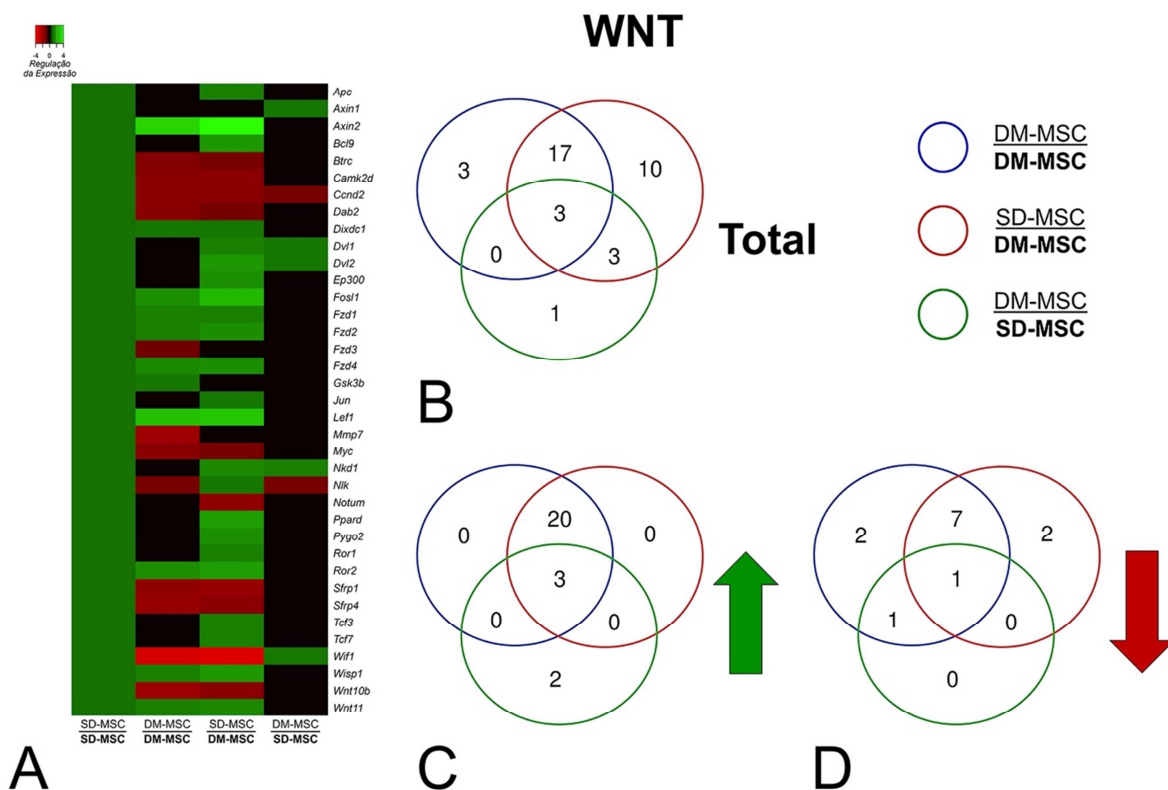 WNT
-4 0 4
Regulação
da Expressão
Apc
Axin1
Axin2
Bcl9
Btrc
Camk2d
Ccnd2
Dab2
Dixdc1
Dvl1
Dvl2
Ep300
Fosl1
Fzd1
Fzd2
Fzd3
Fzd4
Gsk3b
Jun
Lef1
Mmp7
Myc
Nkd1
Nlk
Notum
Ppard
Pygo2
Ror1
Ror2
Sfrp1
Sfrp4
Tcf3
Tcf7
Wif1
Wisp1
Wnt10b
Wnt11
SD-MSC DM-MSC SD-MSC DM-MSC
SD-MSC DM-MSC DM-MSC SD-MSC
A
3 17 10
3
0 3
1
Total
B
DM-MSC
DM-MSC
SD-MSC
DM-MSC
DM-MSC
SD-MSC
0 20 0
3
0 0
2
C
2 7 2
1
1 0
0
D